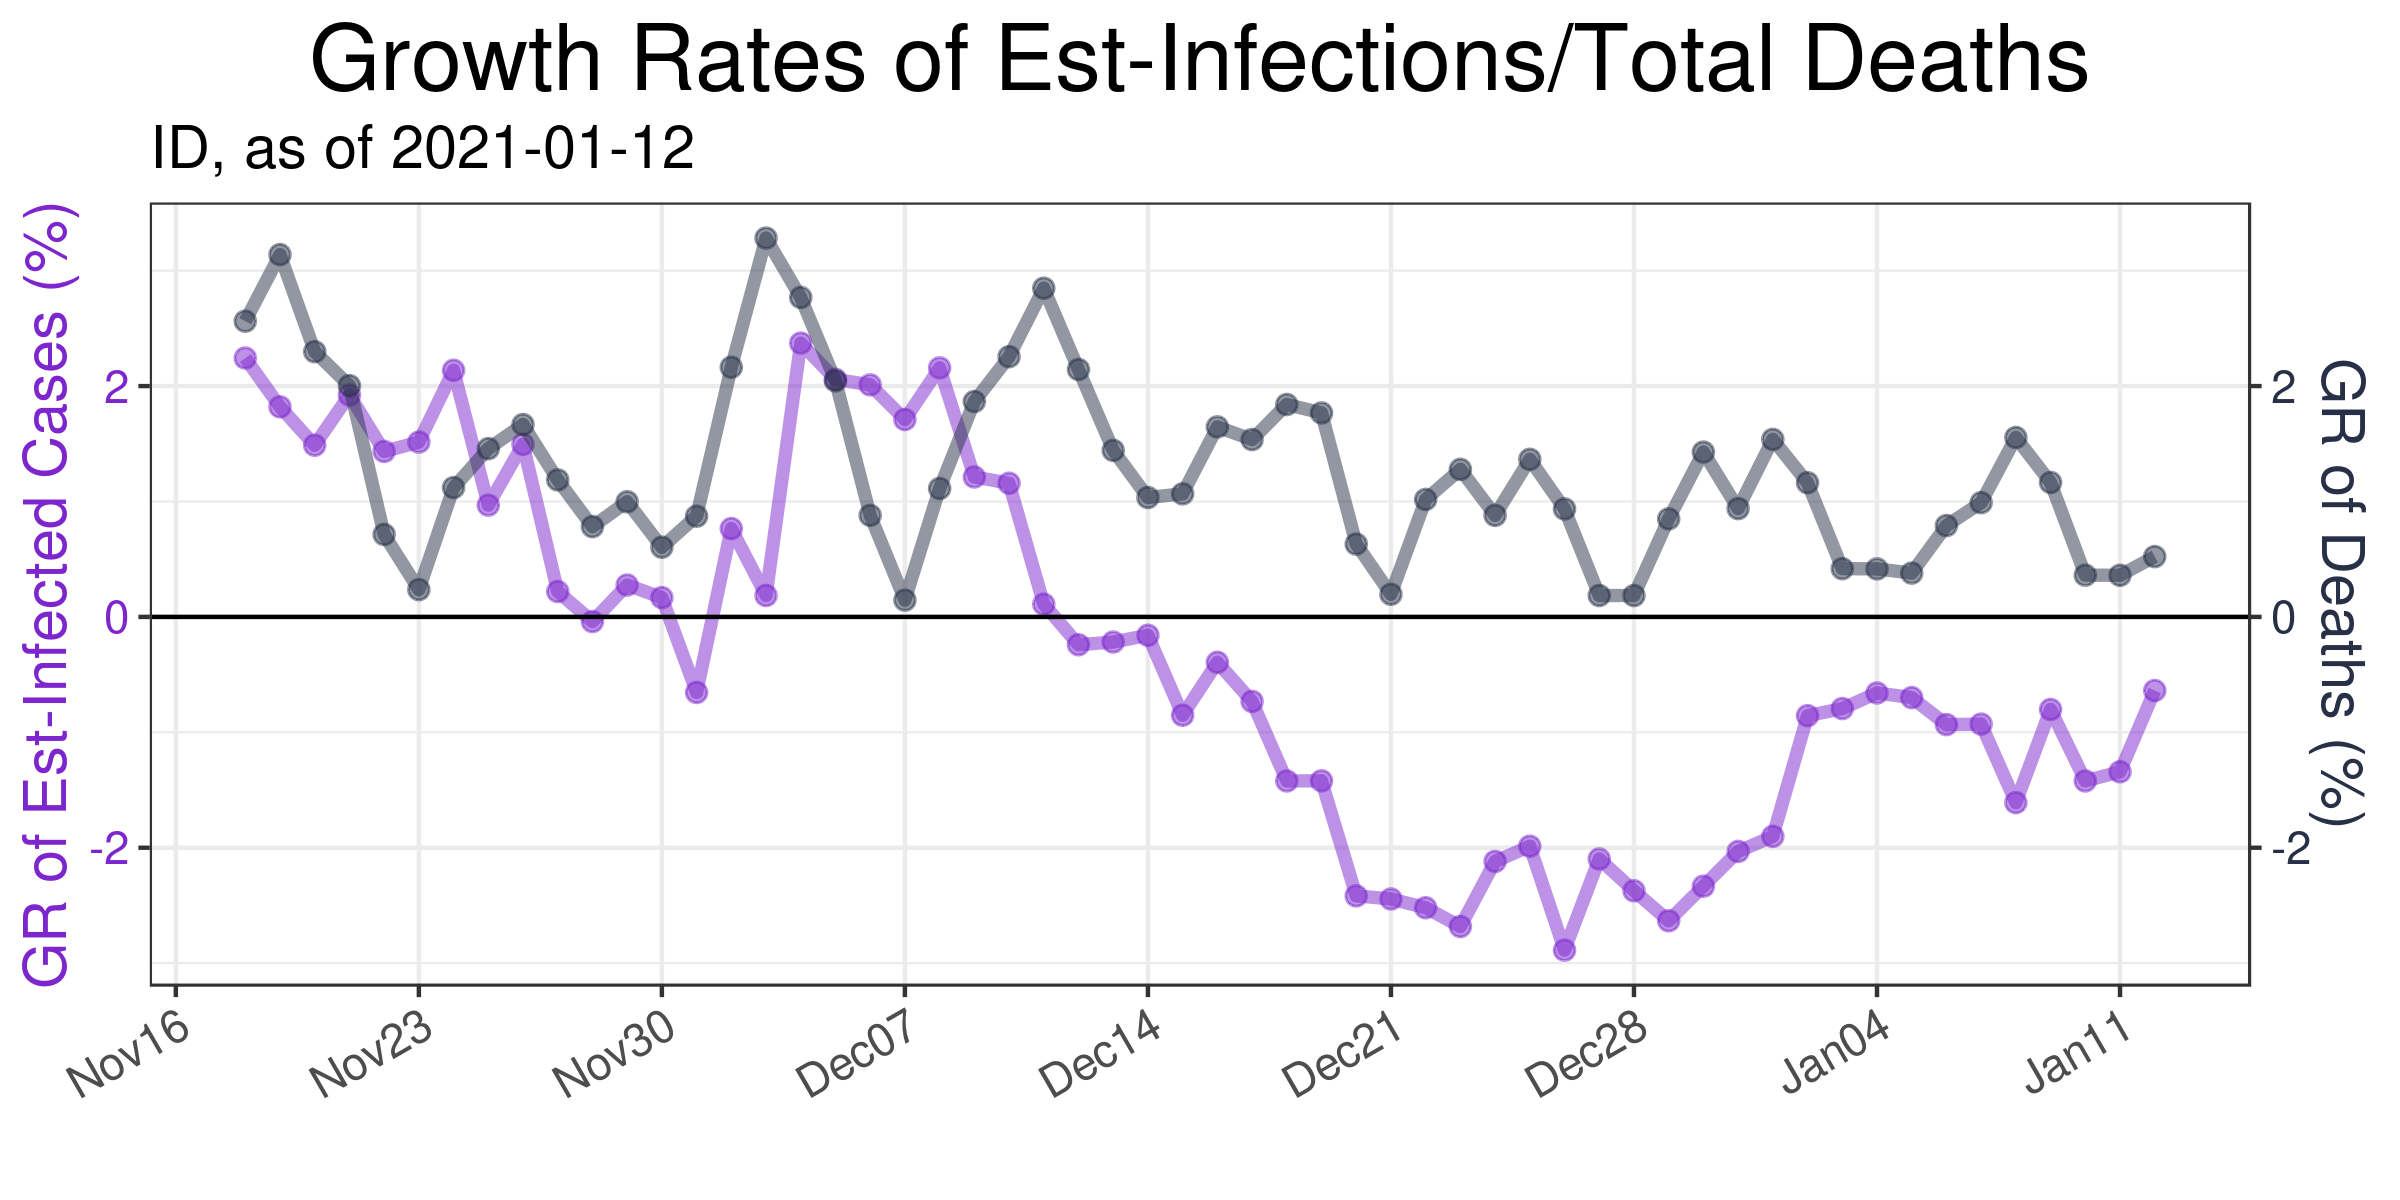 Growth Rates of Est-Infections/Total Deaths
ID, as of 2021-01-12
GR of Est-Infected Cases (%)
2
0
-2
2
0
-2
GR of Deaths (%)
Nov16
Nov23
Nov30
Dec07
Dec14
Dec21
Dec28
Jan04
Jan11